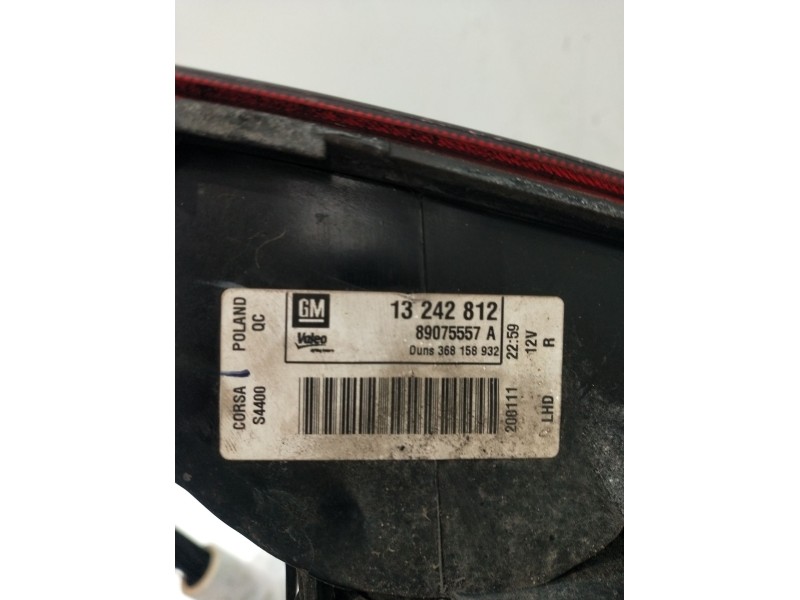 GM
13 242 812
Valeo
89075557 A
Duns 368 158 932
CORSA POLAND
S4400 QC
208111 22:59
LHD 12V R